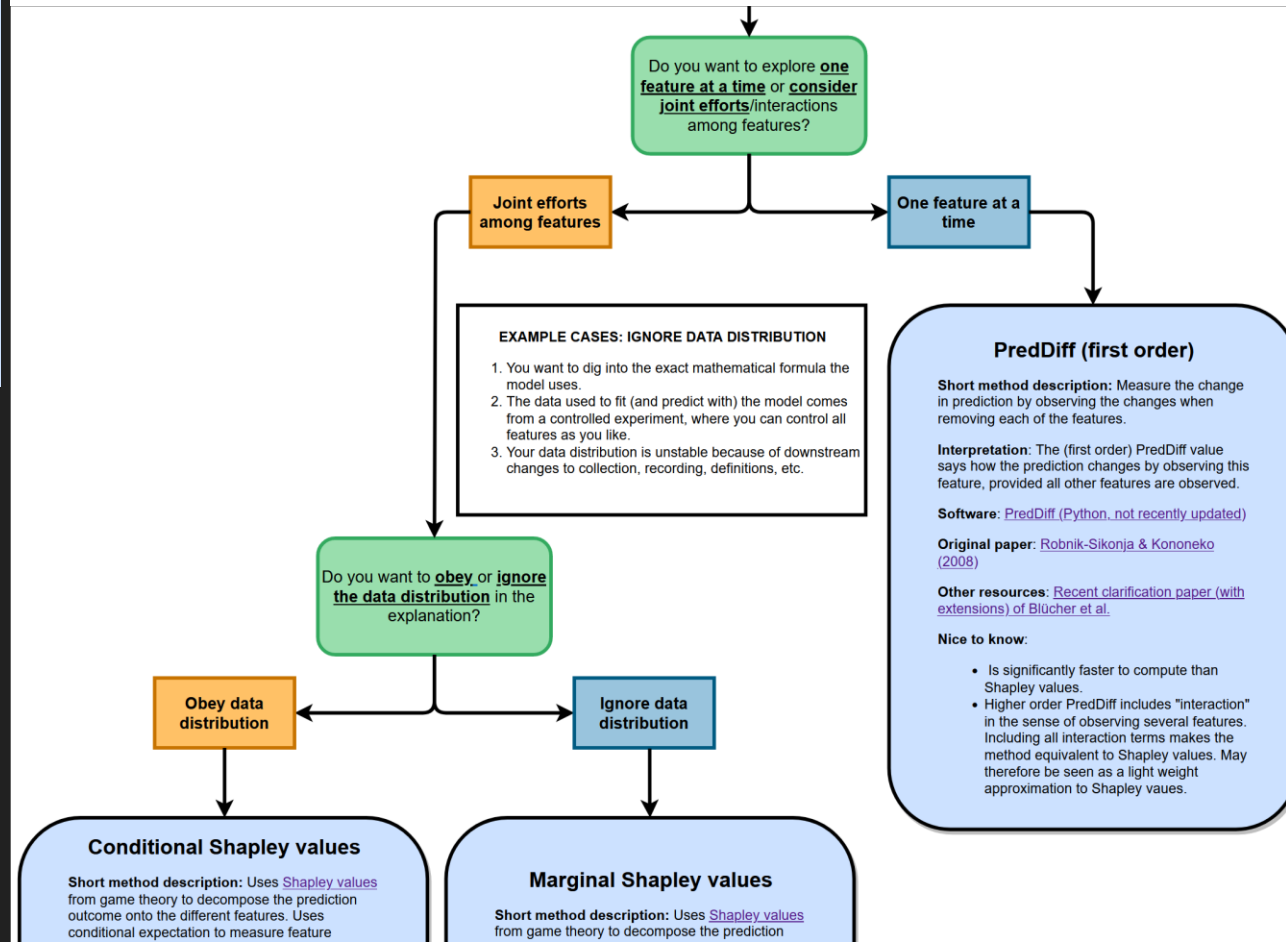 Do you want to explore one
feature at a time or consider
joint efforts/interactions
among features?
Joint efforts
among features
One feature at a
time
EXAMPLE CASES: IGNORE DATA DISTRIBUTION
1. You want to dig into the exact mathematical formula the
model uses.
2. The data used to fit (and predict with) the model comes
from a controlled experiment, where you can control all
features as you like.
3. Your data distribution is unstable because of downstream
changes to collection, recording, definitions, etc.
PredDiff (first order)
Short method description: Measure the change
in prediction by observing the changes when
removing each of the features.
Interpretation: The (first order) PredDiff value
says how the prediction changes by observing this
feature, provided all other features are observed.
Software: PredDiff (Python, not recently updated)
Original paper: Robnik-Sikonja & Kononeko
(2008)
Other resources: Recent clarification paper (with
extensions) of Blücher et al.
Nice to know:
• Is significantly faster to compute than
Shapley values.
• Higher order PredDiff includes "interaction"
in the sense of observing several features.
Including all interaction terms makes the
method equivalent to Shapley values. May
therefore be seen as a light weight
approximation to Shapley vaues.
Do you want to obey or ignore
the data distribution in the
explanation?
Obey data
distribution
Ignore data
distribution
Conditional Shapley values
Short method description: Uses Shapley values
from game theory to decompose the prediction
outcome onto the different features. Uses
conditional expectation to measure feature
Marginal Shapley values
Short method description: Uses Shapley values
from game theory to decompose the prediction